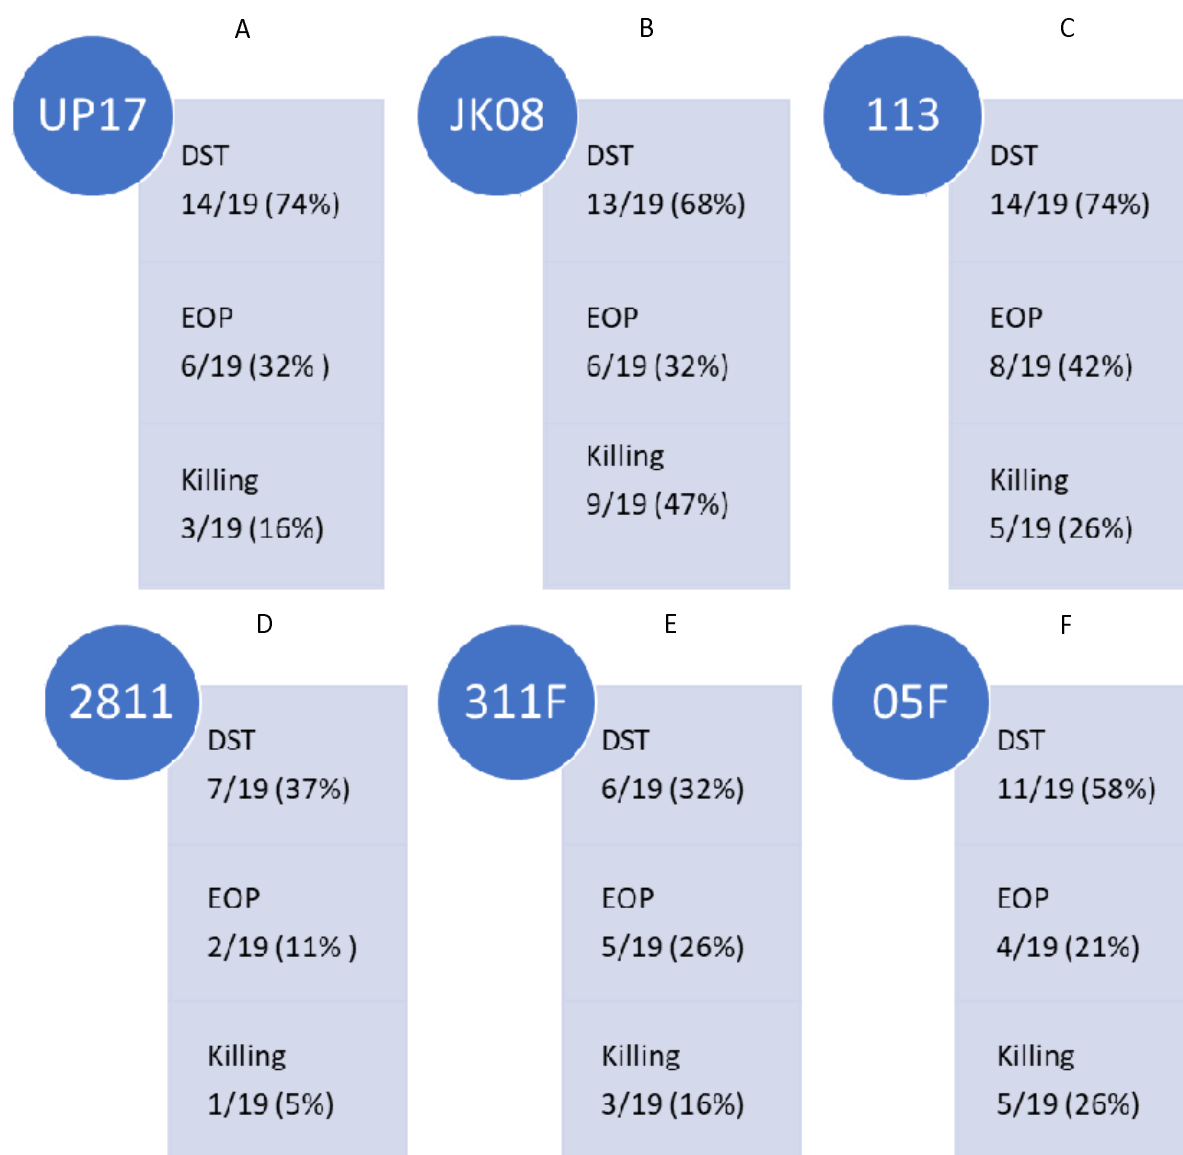 A
UP17
DST
14/19 (74%)
EOP
6/19 (32% )
Killing
3/19 (16%)
B
JK08
DST
13/19 (68%)
EOP
6/19 (32%)
Killing
9/19 (47%)
C
113
DST
14/19 (74%)
EOP
8/19 (42%)
Killing
5/19 (26%)
D
2811
DST
7/19 (37%)
EOP
2/19 (11% )
Killing
1/19 (5%)
E
311F
DST
6/19 (32%)
EOP
5/19 (26%)
Killing
3/19 (16%)
F
05F
DST
11/19 (58%)
EOP
4/19 (21%)
Killing
5/19 (26%)